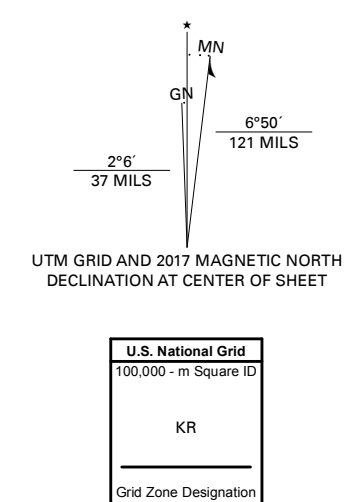 ★
MN
GN
6°50´
121 MILS
2°6´
37 MILS
UTM GRID AND 2017 MAGNETIC NORTH
DECLINATION AT CENTER OF SHEET
U.S. National Grid
100,000 - m Square ID
KR
Grid Zone Designation